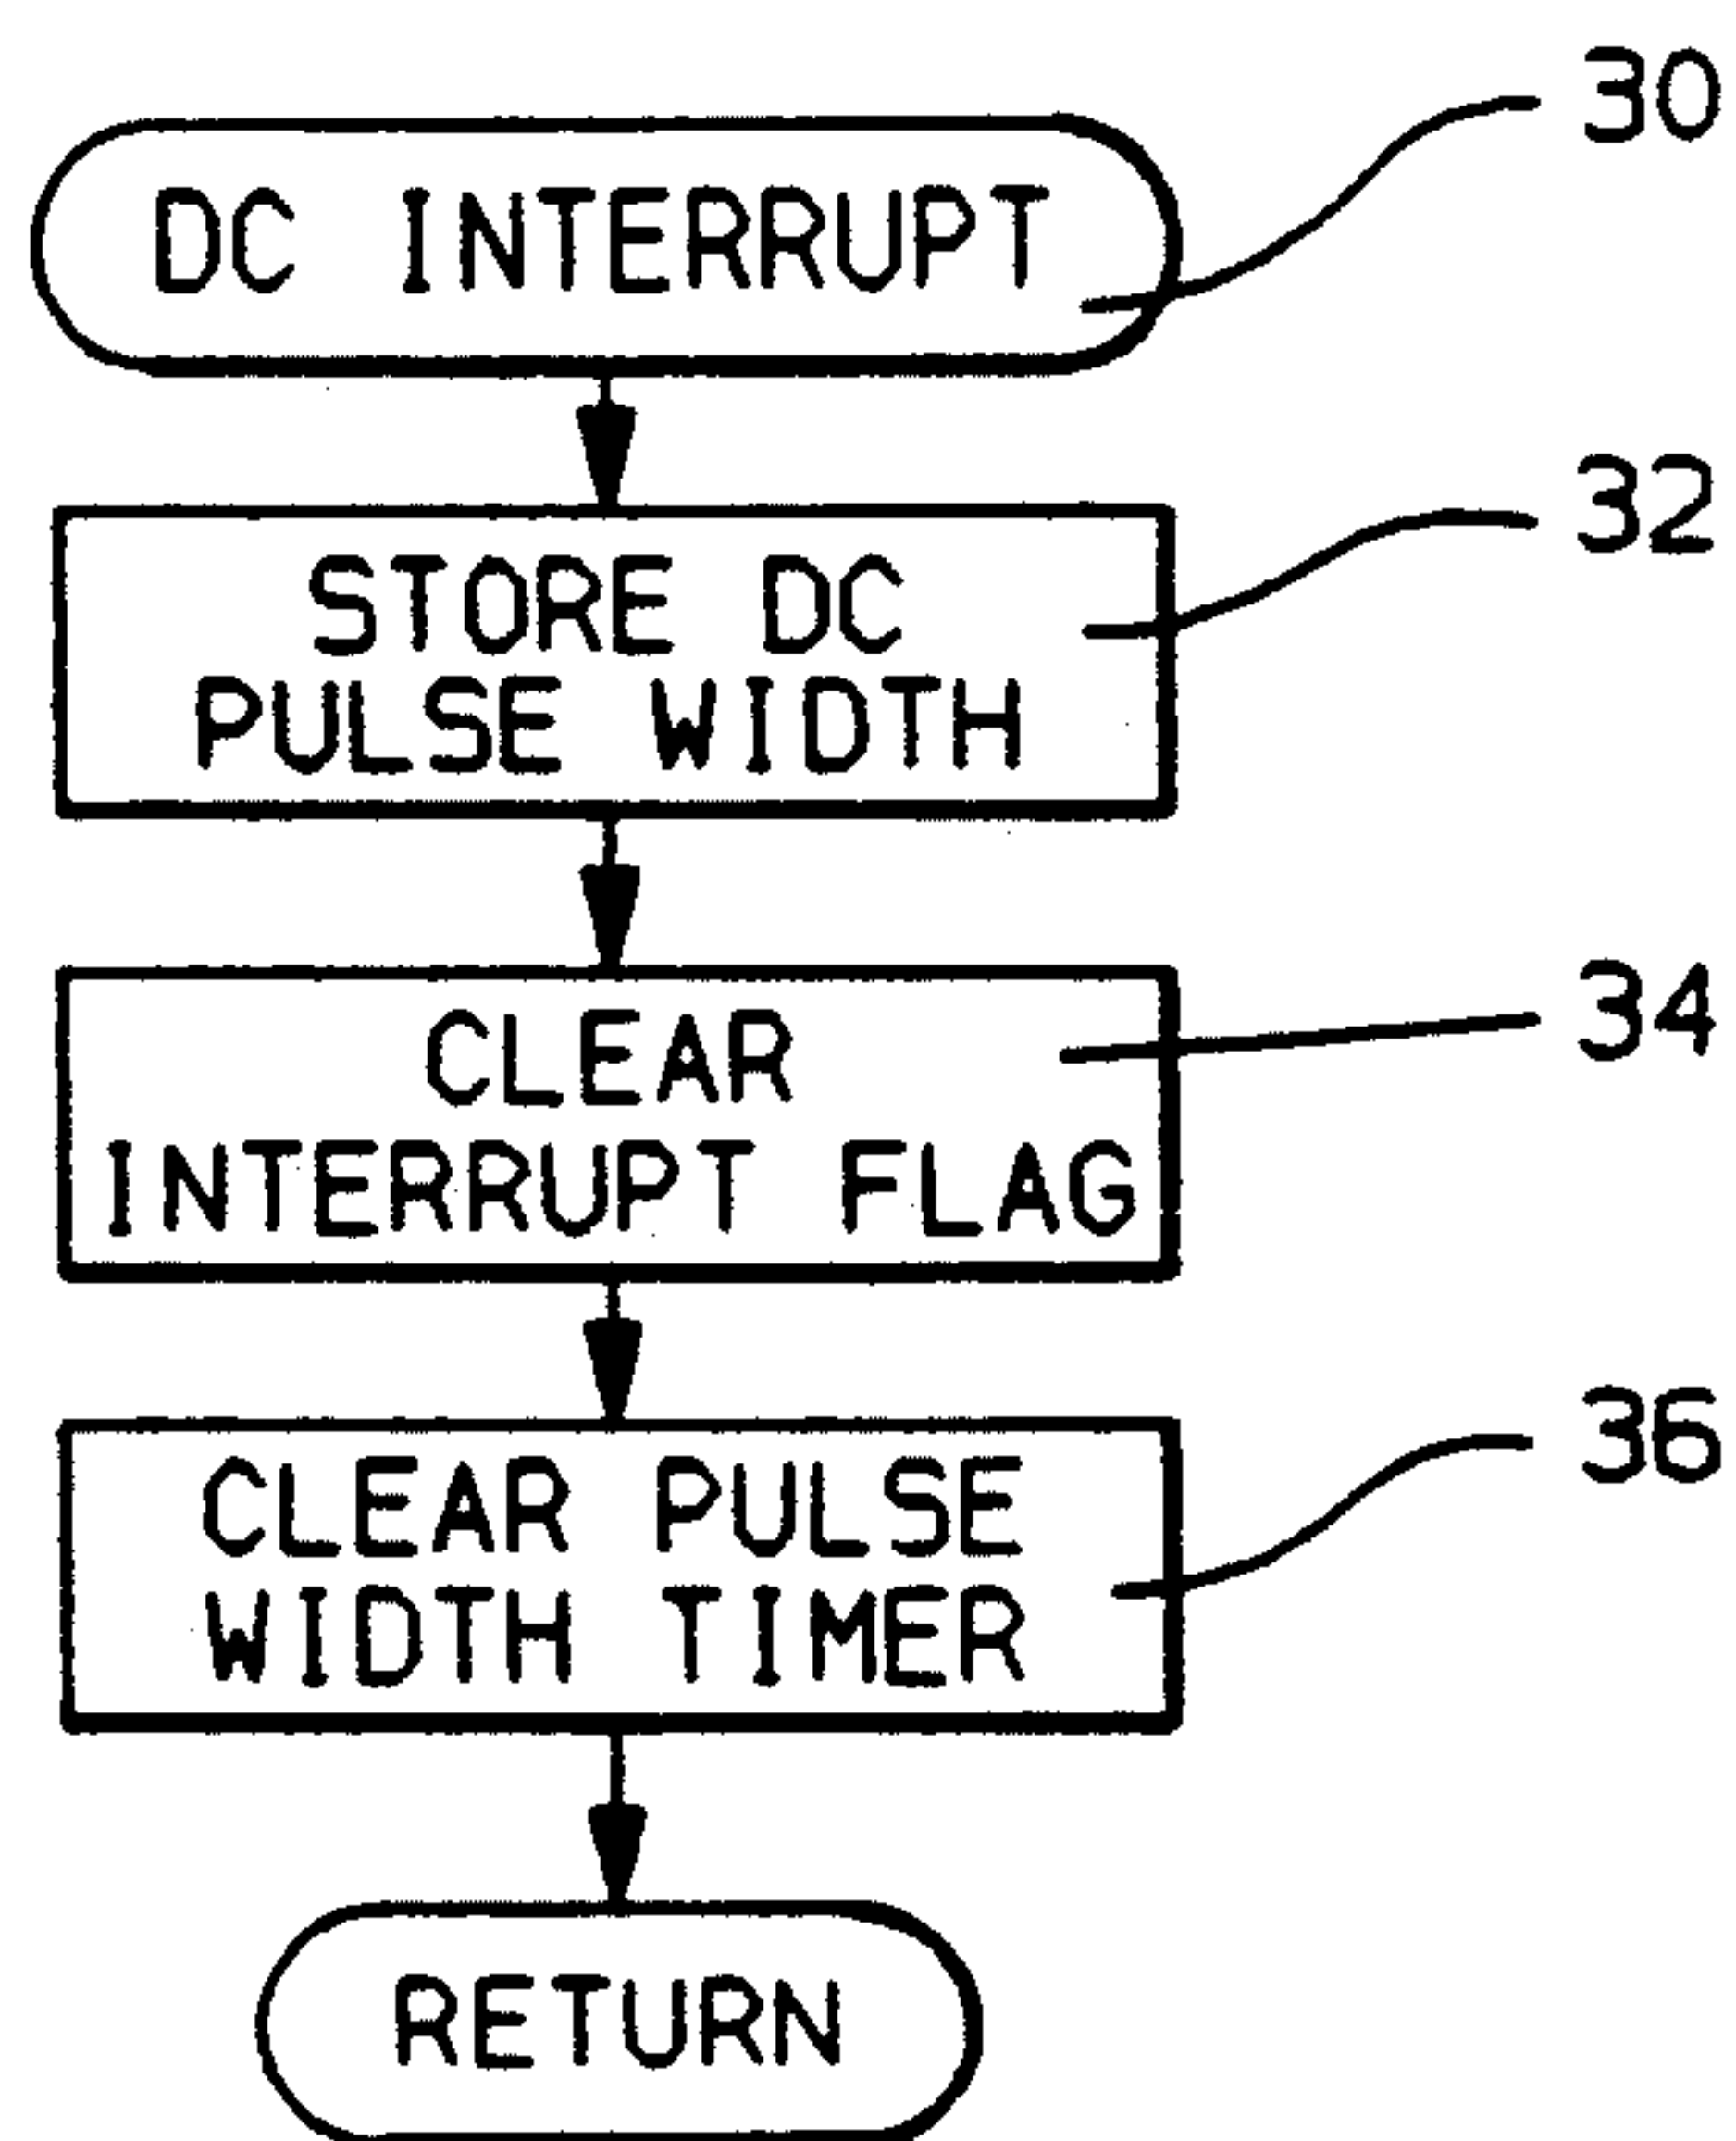 30
DC INTERRUPT
32
STORE DC
PULSE WIDTH
34
CLEAR
INTERRUPT FLAG
36
CLEAR PULSE
WIDTH TIMER
RETURN